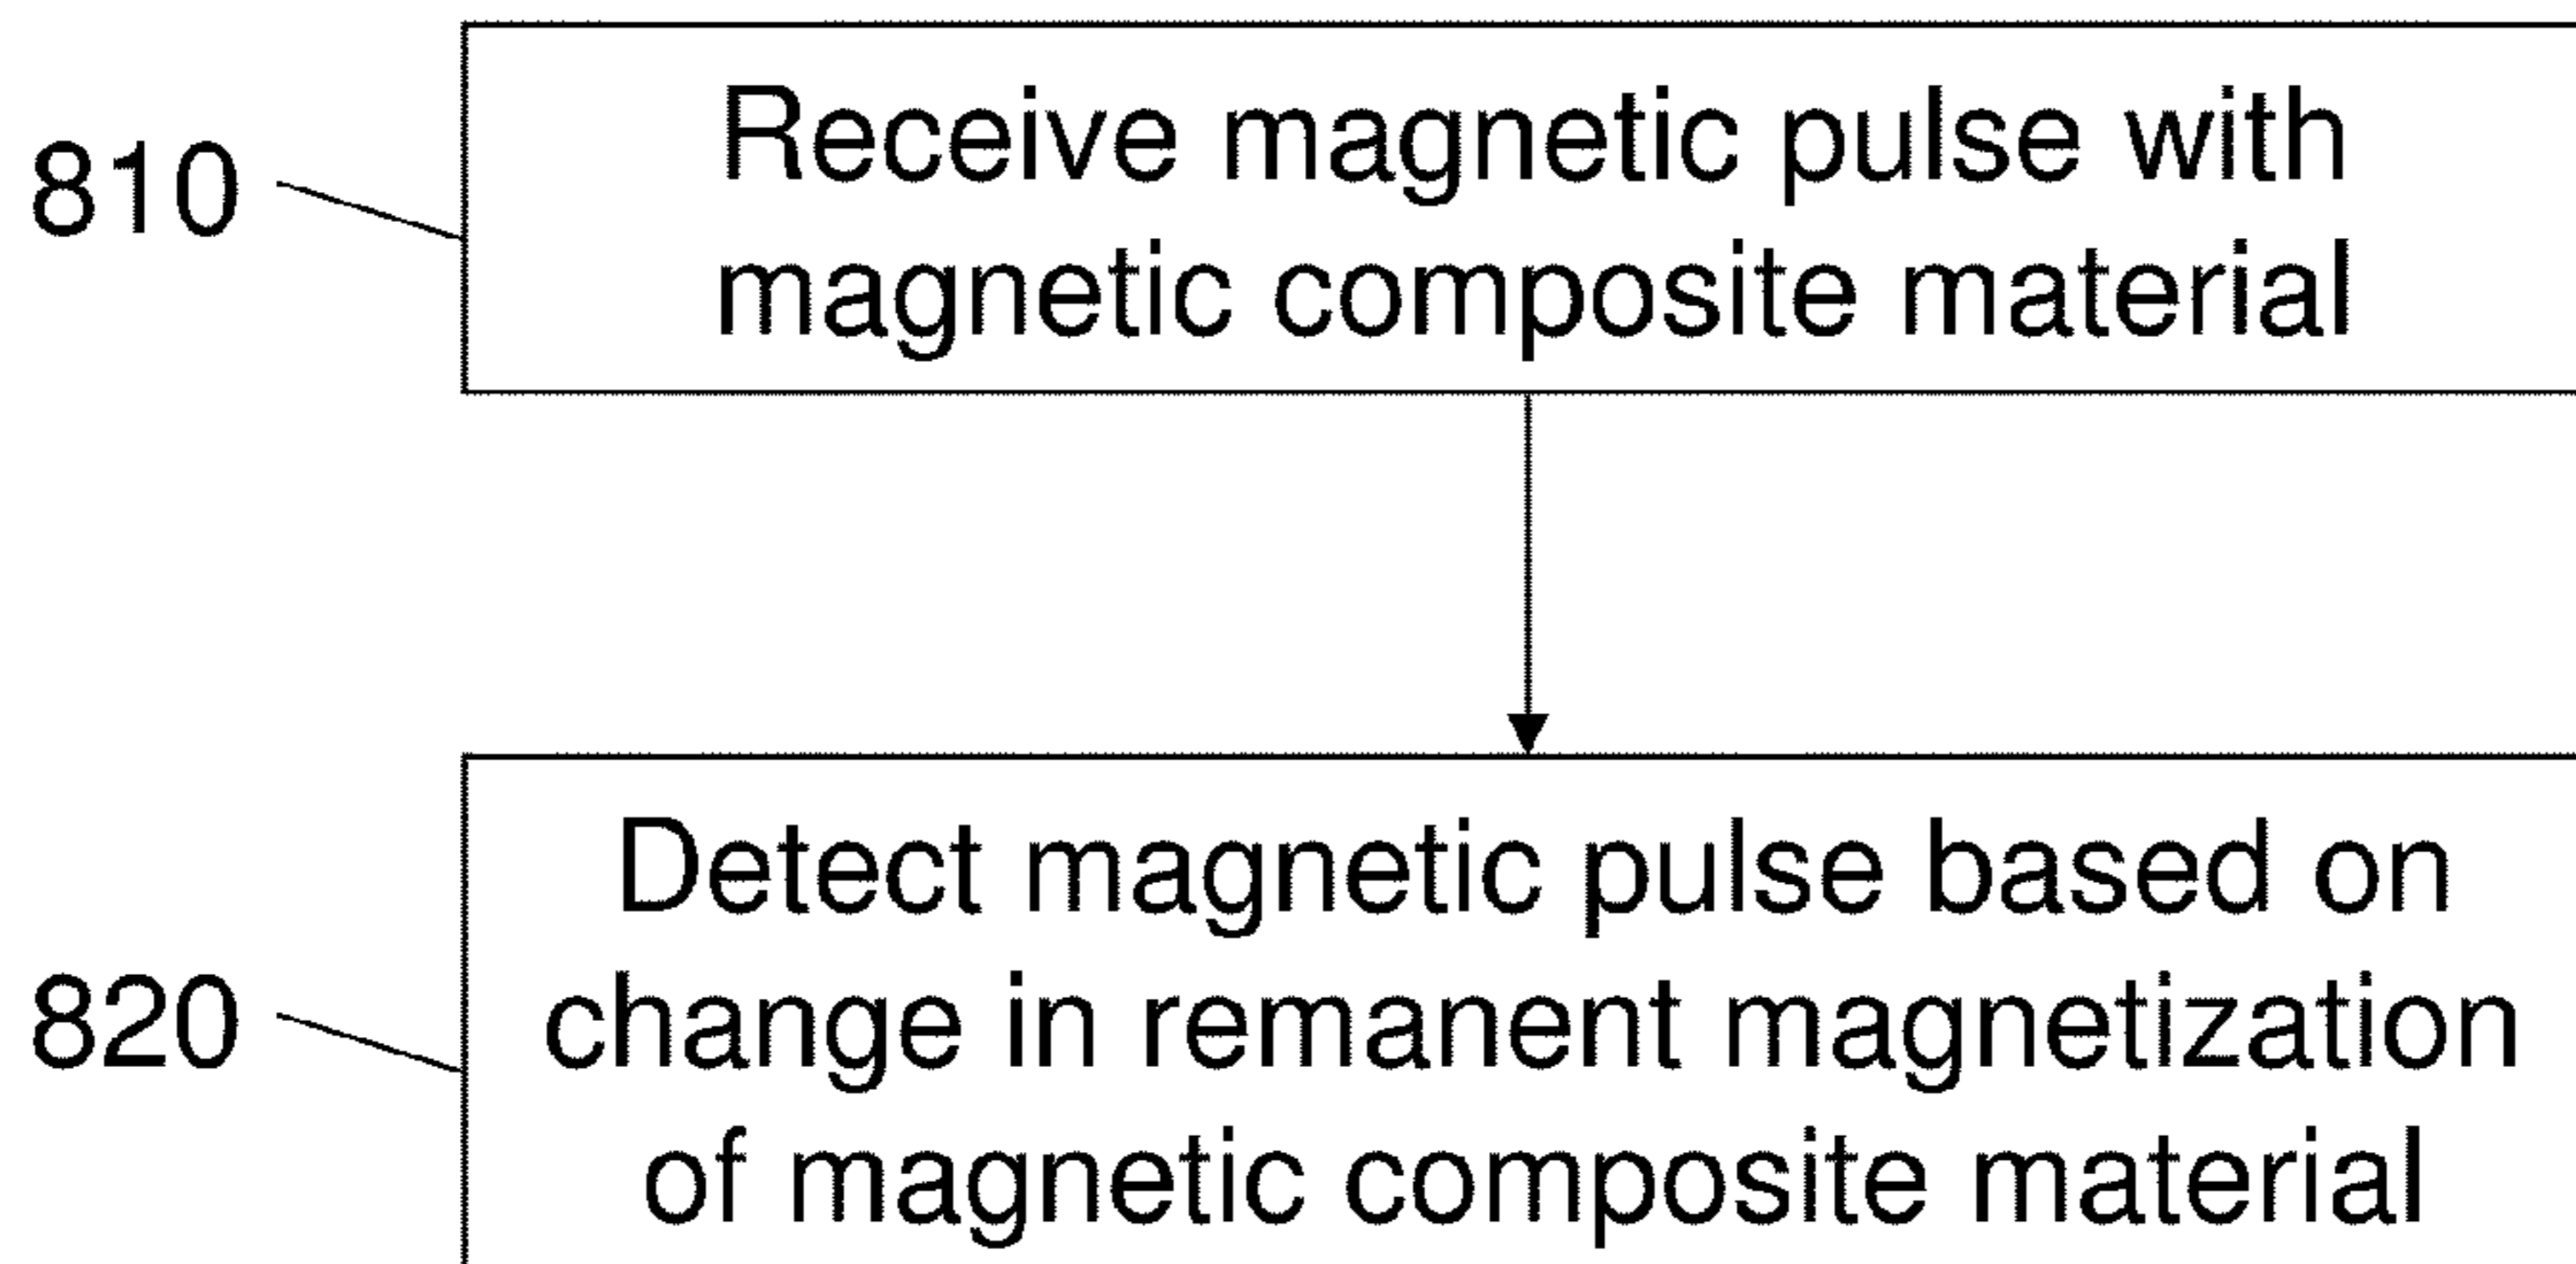 810
Receive magnetic pulse with
magnetic composite material
820
Detect magnetic pulse based on
change in remanent magnetization
of magnetic composite material